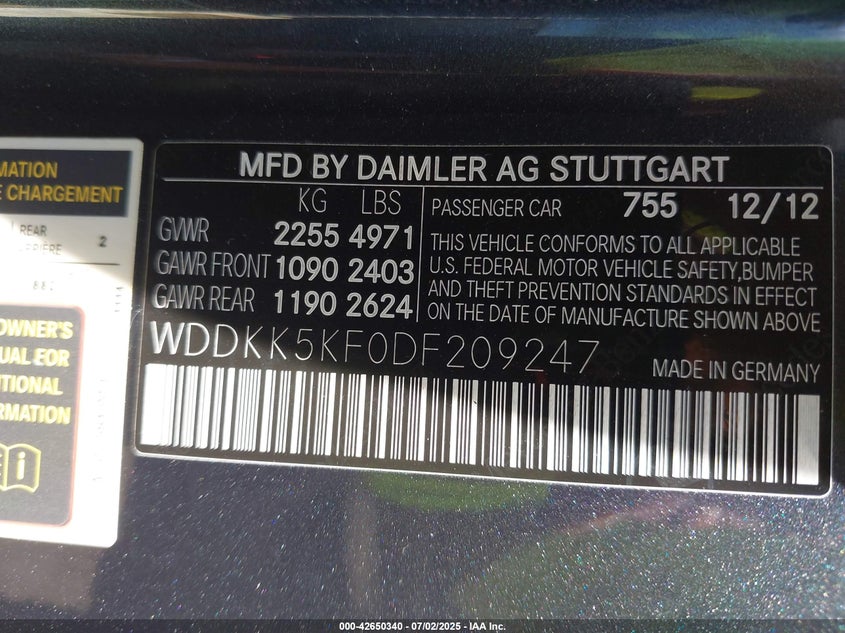 MATION
E CHARGEMENT
REAR
2
MFD BY DAIMLER AG STUTTGART
KG LBS
GVWR 2255 4971
GAWR FRONT 1090 2403
GAWR REAR 1190 2624
PASSENGER CAR 755 12/12
THIS VEHICLE CONFORMS TO ALL APPLICABLE
U.S. FEDERAL MOTOR VEHICLE SAFETY,BUMPER
AND THEFT PREVENTION STANDARDS IN EFFECT
ON THE DATE OF MANUFACTURE SHOWN ABOVE
WDDKK5KF0DF209247
MADE IN GERMANY
OWNER'S
UAL FOR
ITIONAL
RMATION
000-42650340 - 07/02/2025 - IAA Inc.